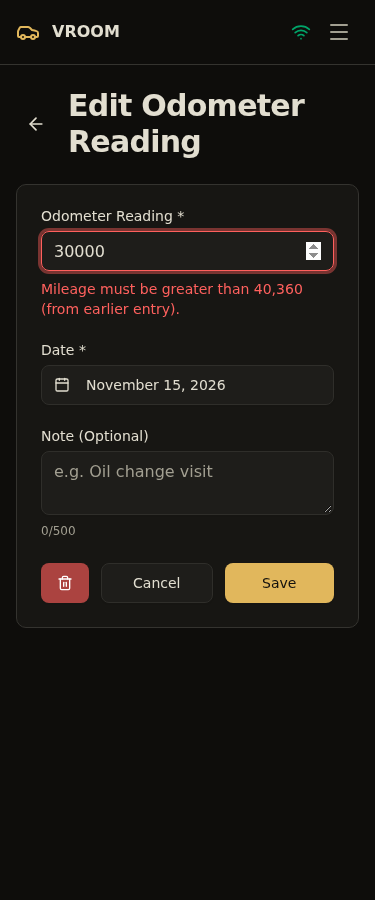 VROOM
Edit Odometer
Reading
Odometer Reading *
30000
Mileage must be greater than 40,360
(from earlier entry).
Date *
November 15, 2026
Note (Optional)
e.g. Oil change visit
0/500
Cancel
Save